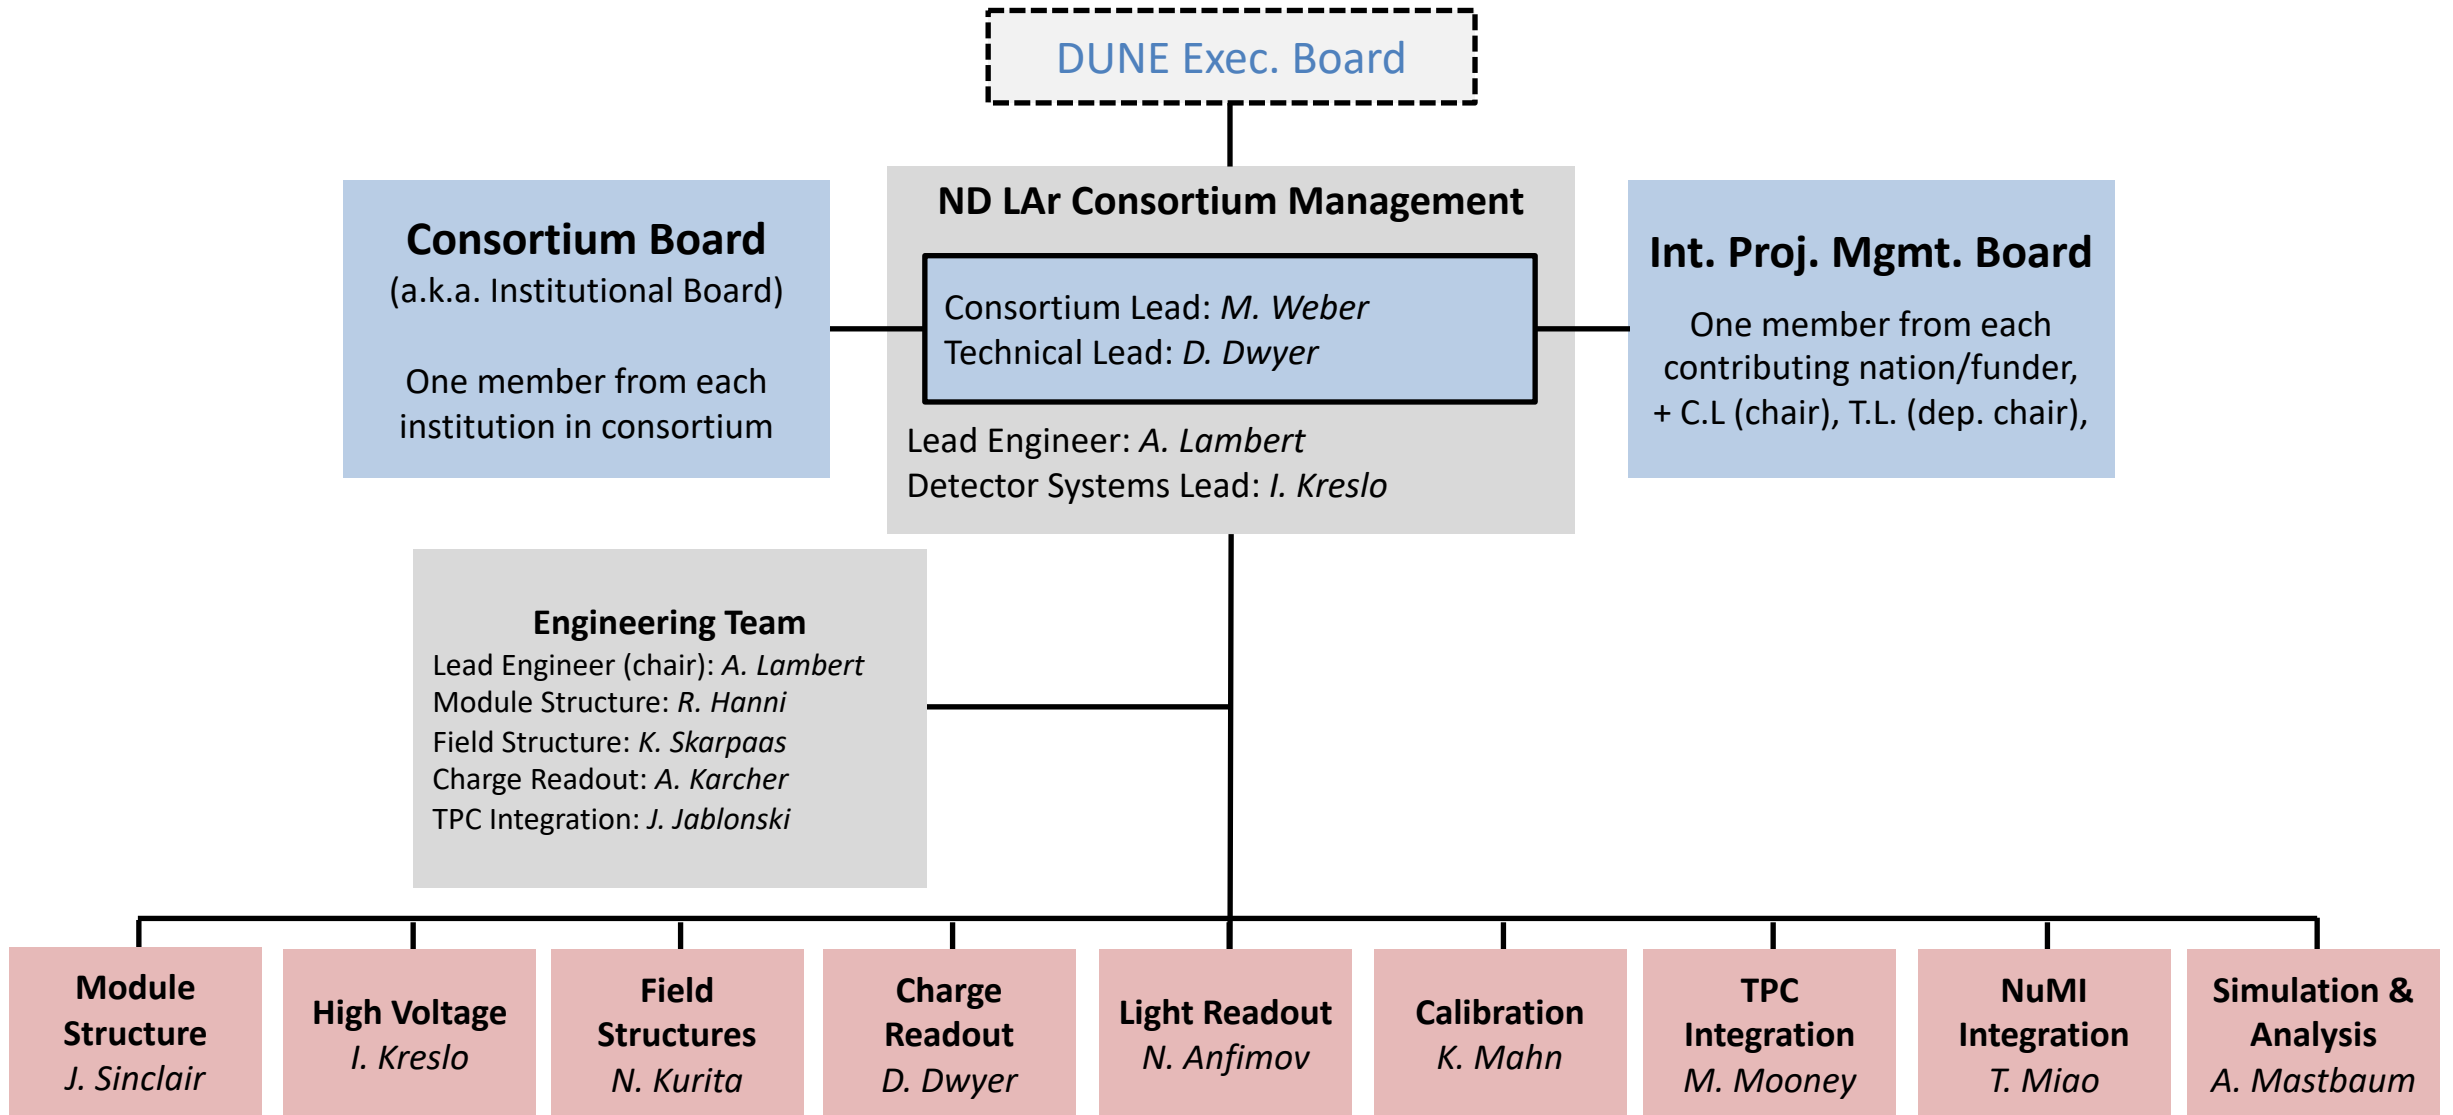 DUNE Exec. Board
Consortium Board
(a.k.a. Institutional Board)
One member from each
institution in consortium
ND LAr Consortium Management
Consortium Lead: M. Weber
Technical Lead: D. Dwyer
Lead Engineer: A. Lambert
Detector Systems Lead: I. Kreslo
Int. Proj. Mgmt. Board
One member from each
contributing nation/funder,
+ C.L (chair), T.L. (dep. chair),
Engineering Team
Lead Engineer (chair): A. Lambert
Module Structure: R. Hanni
Field Structure: K. Skarpaas
Charge Readout: A. Karcher
TPC Integration: J. Jablonski
Module
Structure
J. Sinclair
High Voltage
I. Kreslo
Field
Structures
N. Kurita
Charge
Readout
D. Dwyer
Light Readout
N. Anfimov
Calibration
K. Mahn
TPC
Integration
M. Mooney
NuMI
Integration
T. Miao
Simulation &
Analysis
A. Mastbaum